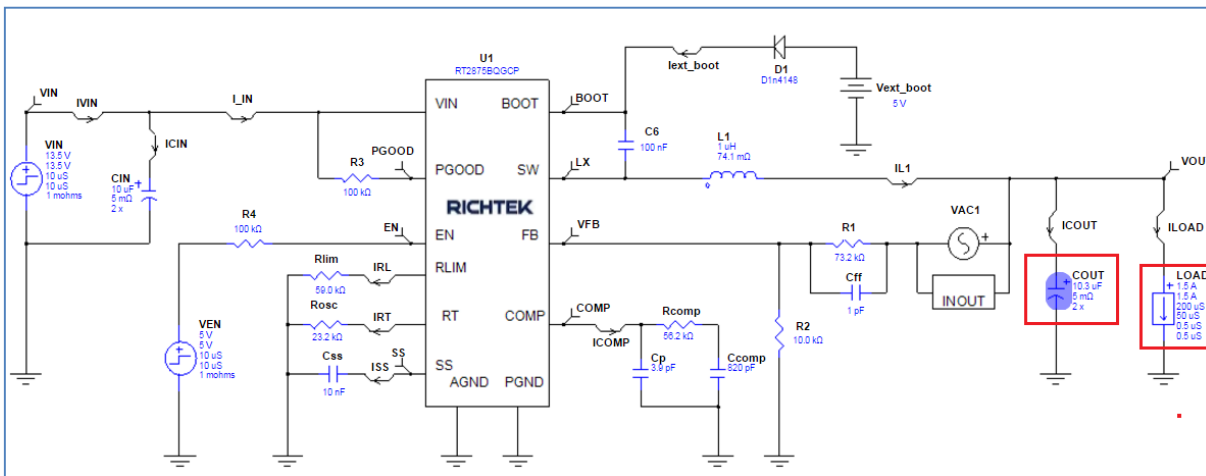 U1
RT2875BQGCP
VIN
IVIN
I_IN
VIN
13.5 V
13.5 V
10 uS
10 uS
1 mohms
ICIN
CIN
10 uF
5 mΩ
2 x
+
R3
100 kΩ
PGOOD
R4
100 kΩ
EN
VEN
5 V
5 V
10 uS
10 uS
1 mohms
Rlim
59.0 kΩ
IRL
Rosc
23.2 kΩ
IRT
Css
10 nF
ISS
SS
VIN
BOOT
PGOOD
SW
RICHTEK
EN
FB
RLIM
RT
COMP
SS
AGND
PGND
BOOT
Iext_boot
D1
D1n4148
Vext_boot
5 V
C6
100 nF
LX
L1
1 uH
74.1 mΩ
IL1
VOU
VFB
R1
73.2 kΩ
Cff
1 pF
VAC1
+
INOUT
R2
10.0 kΩ
COMP
ICOMP
Rcomp
56.2 kΩ
Cp
3.9 pF
Ccomp
820 pF
ICOUT
COUT
10.3 uF
5 mΩ
2 x
+
ILOAD
LOAD
+ 1.5 A
1.5 A
200 uS
50 uS
0.5 uS
0.5 uS